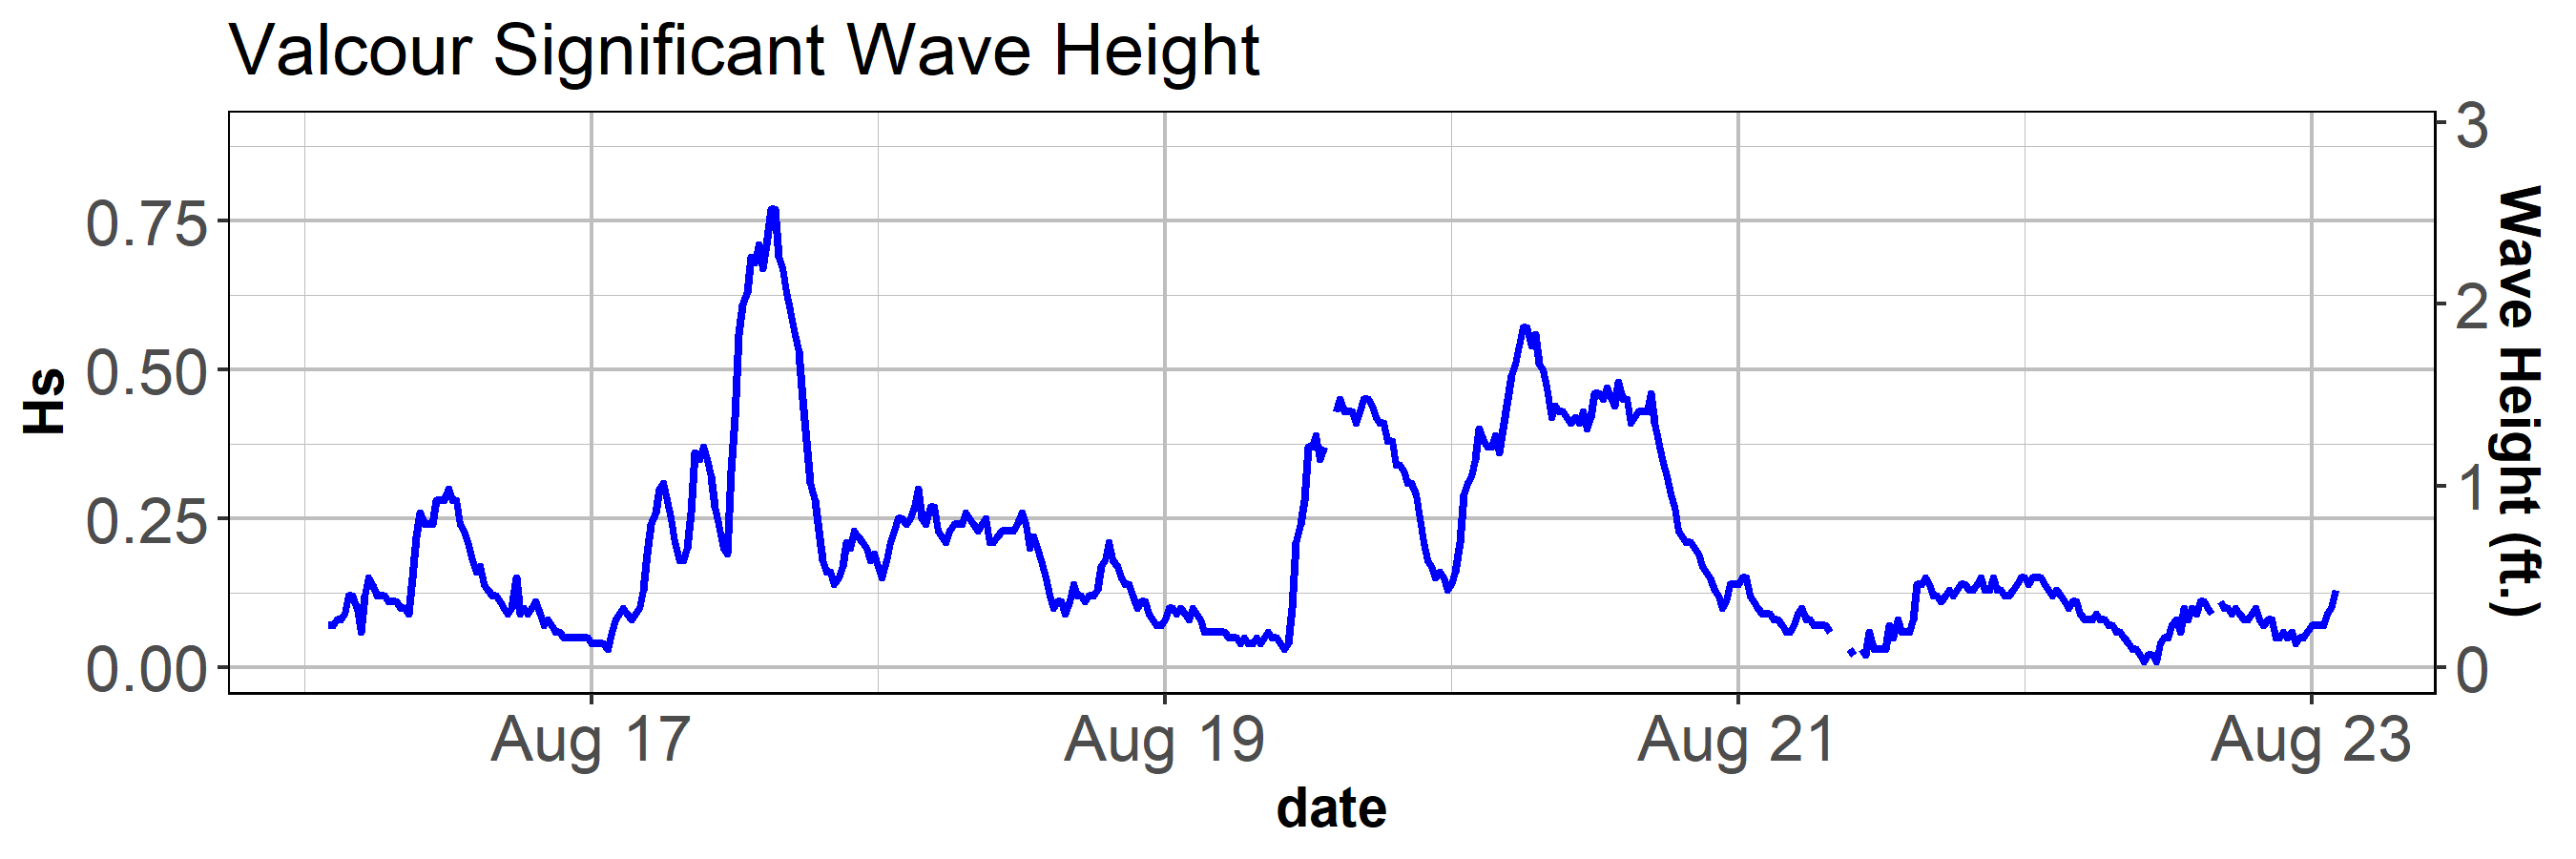 Valcour Significant Wave Height
Hs
0.75
0.50
0.25
0.00
3
2
1
0
Wave Height (ft.)
Aug 17
Aug 19
Aug 21
Aug 23
date